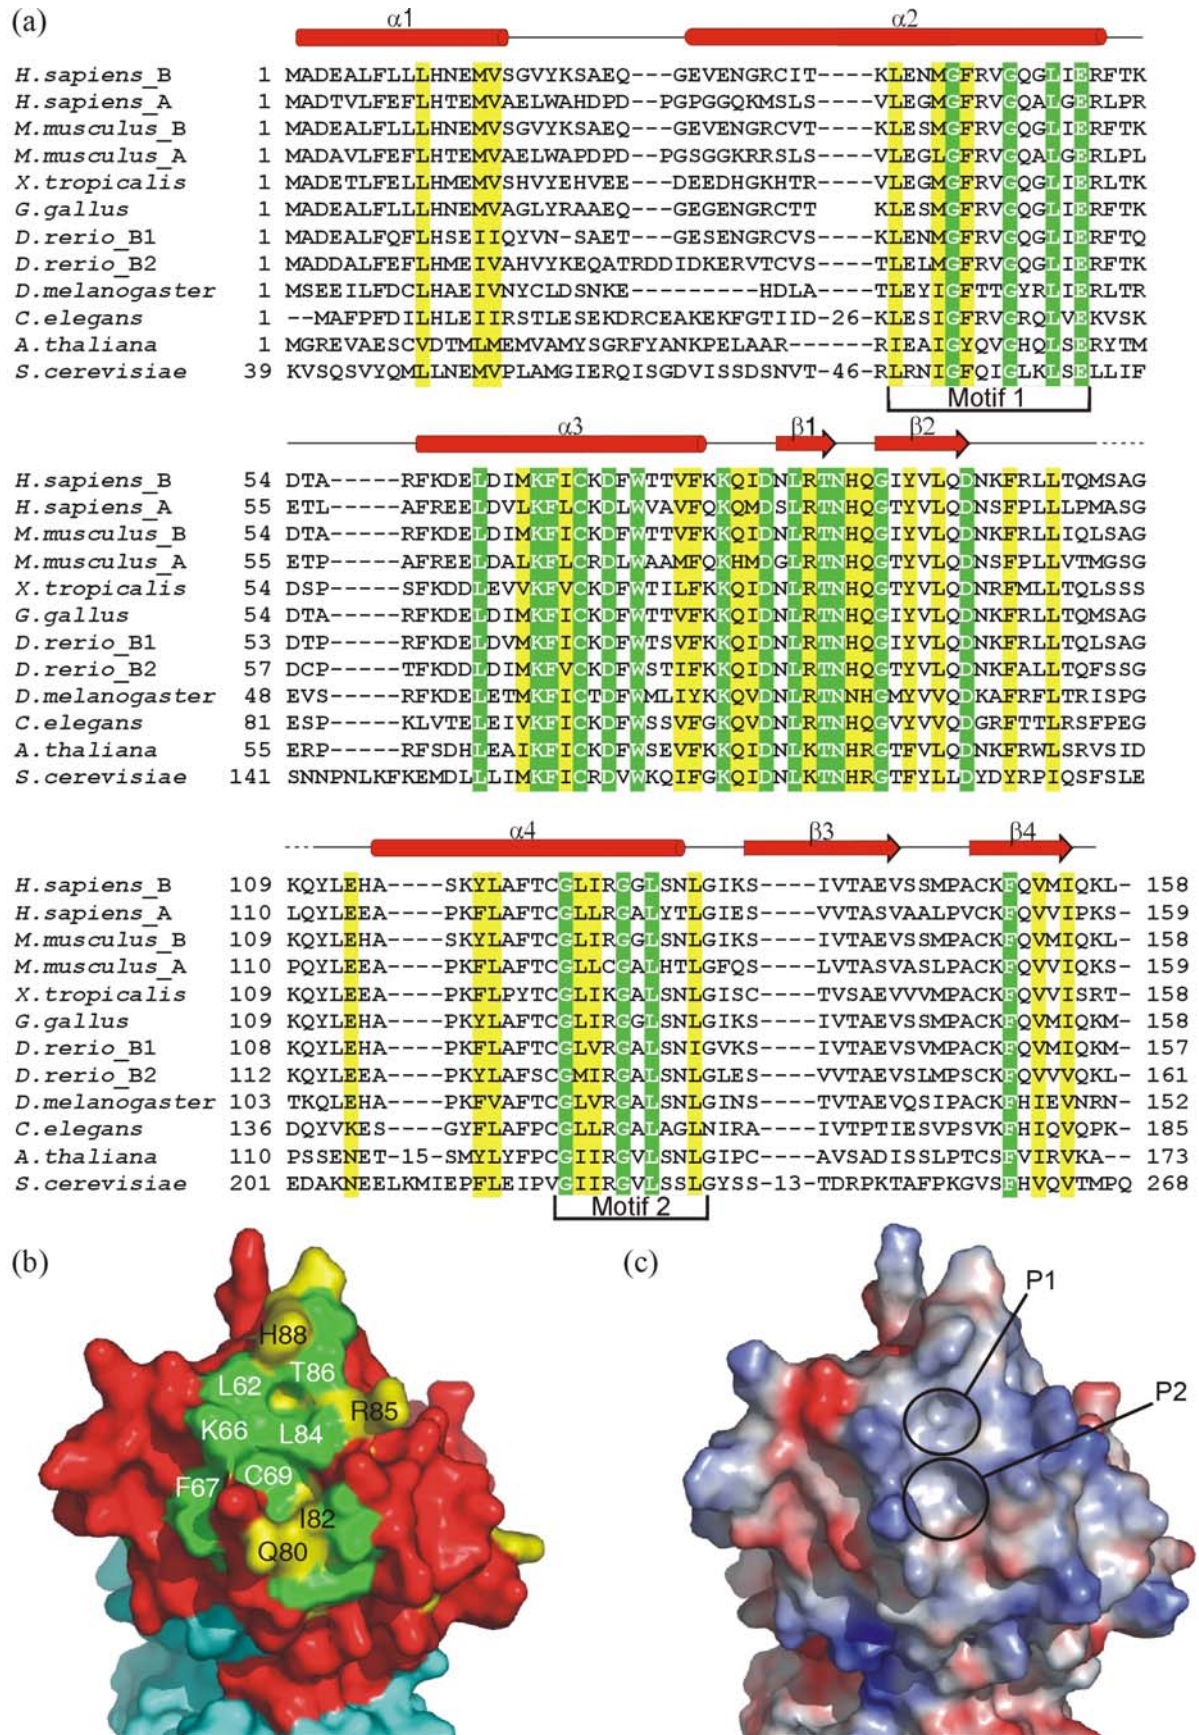 (a)
α1 α2
H.sapiens_B 1 MADEALFLLLHNEMVSGVYKSAEQ---GEVENGRCIT----KLENMGFRVGQGLIERFTK
H.sapiens_A 1 MADTVLFEFLHTEMVAELWAHDPD--PGPGGQKMSLS----VLEGMGFRVGQALGERLPR
M.musculus_B 1 MADEALFLLLHNEMVSGVYKSAEQ---GEVENGRCVT----KLESMGFRVGQGLIERFTK
M.musculus_A 1 MADAVLFEFLHTEMVAELWAPDPD--PGSGGKRRSLS----VLEGLGFRVGQALGERLPL
X.tropicalis 1 MADETLFELLHMEMVSHVYEHVEE---DEEDHGKHTR----VLEGMGFRVGQGLIERLTK
G.gallus 1 MADEALFLLLHNEMVAGLYRAAEQ---GEGENGRCTT KLESMGFRVGQGLIERFTK
D.rerio_B1 1 MADEALFQFLHSEIIQYVN-SAET---GESENGRCVS----KLENMGFRVGQGLIERFTQ
D.rerio_B2 1 MADDALFEFLHMEIVAHVYKEQATRDDIDKERVTCVS----TLELMGFRVGQGLIERFTK
D.melanogaster 1 MSEEILFDCLHAEIVNYCLDSNKE---------HDLA----TLEYIGFTTGYRLIERLTR
C.elegans 1 --MAFPFDILHLEIIRSTLESEKDRCEAKEKFGTIID-26-KLESIGFRVGRQLVEKVSK
A.thaliana 1 MGREVAESCVDTMLMEMVAMYSGRFYANKPELAAR------RIEAIGYQVGHQLSERYTM
S.cerevisiae 39 KVSQSVYQMLLNEMVPLAMGIERQISGDVISSDSNVT-46-RLRNIGFQIGLKLSELLIF
Motif 1
α3 β1 β2
H.sapiens_B 54 DTA-----RFKDELDIMKFICKDFWTTVFKKQIDNLRTNHQGIYVLQDNKFRLLTQMSAG
H.sapiens_A 55 ETL-----AFREELDVLKFLCKDLWVAVFQKQMDSLRTNHQGTYVLQDNSFPLLLPMASG
M.musculus_B 54 DTA-----RFKDELDIMKFICKDFWTTVFKKQIDNLRTNHQGIYVLQDNKFRLLIQLSAG
M.musculus_A 55 ETP-----AFREELDALKFLCRDLWAAMFQKHMDGLRTNHQGTYVLQDNSFPLLVTMGSG
X.tropicalis 54 DSP-----SFKDDLEVVKFVCKDFWTILFKKQIDNLRTNHQGTYVLQDNRFMLLTQLSSS
G.gallus 54 DTA-----RFKDELDIMKFICKDFWTTVFKKQIDNLRTNHQGIYVLQDNKFRLLTQMSAG
D.rerio_B1 53 DTP-----RFKDELDVMKFICKDFWTSVFKKQIDNLRTNHQGIYVLQDNKFRLLTQLSAG
D.rerio_B2 57 DCP-----TFKDDLDIMKFVCKDFWSTIFKKQIDNLRTNHQGTYVLQDNKFALLTQFSSG
D.melanogaster 48 EVS-----RFKDELETMKFICTDFWMLIYKKQVDNLRTNNHGMYVVQDKAFRFLTRISPG
C.elegans 81 ESP-----KLVTELEIVKFICKDFWSSVFGKQVDNLRTNHQGVYVVQDGRFTTLRSFPEG
A.thaliana 55 ERP-----RFSDHLEAIKFICKDFWSEVFKKQIDNLKTNHRGTFVLQDNKFRWLSRVSID
S.cerevisiae 141 SNNPNLKFKEMDLLLIMKFICRDVWKQIFGKQIDNLKTNHRGTFYLLDYDYRPIQSFSLE
α4 β3 β4
H.sapiens_B 109 KQYLEHA----SKYLAFTCGLIRGGLSNLGIKS----IVTAEVSSMPACKFQVMIQKL- 158
H.sapiens_A 110 LQYLEEA----PKFLAFTCGLLRGALYTLGIES----VVTASVAALPVCKFQVVIPKS- 159
M.musculus_B 109 KQYLEHA----SKYLAFTCGLIRGGLSNLGIKS----IVTAEVSSMPACKFQVMIQKL- 158
M.musculus_A 110 PQYLEEA----PKFLAFTCGLLCGALHTLGFQS----LVTASVASLPACKFQVVIQKS- 159
X.tropicalis 109 KQYLEEA----PKFLPYTCGLIKGALSNLGISC----TVSAEVVVMPACKFQVVISRT- 158
G.gallus 109 KQYLEHA----PKYLAFTCGLIRGGLSNLGIKS----IVTAEVSSMPACKFQVMIQKM- 158
D.rerio_B1 108 KQYLEHA----PKYLAFTCGLVRGALSNIGVKS----IVTAEVSVMPACKFQVMIQKM- 157
D.rerio_B2 112 KQYLEEA----PKYLAFSCGMIRGALSNLGLES----VVTAEVSLMPSCKFQVVVQKL- 161
D.melanogaster 103 TKQLEHA----PKFVAFTCGLVRGALSNLGINS----TVTAEVQSIPACKFHIEVNRN- 152
C.elegans 136 DQYVKES----GYFLAFPCGLLRGALAGLNIRA----IVTPTIESVPSVKFHIQVQPK- 185
A.thaliana 110 PSSENET-15-SMYLYFPCGIIRGVLSNLGIPC----AVSADISSLPTCSFVIRVKA-- 173
S.cerevisiae 201 EDAKNEELKMIEPFLEIPVGIIRGVLSSLGYSS-13-TDRPKTAFPKGVSFHVQVTMPQ 268
Motif 2
(b)
H88
T86
L62
R85
K66
L84
C69
F67
I82
Q80
(c)
P1
P2